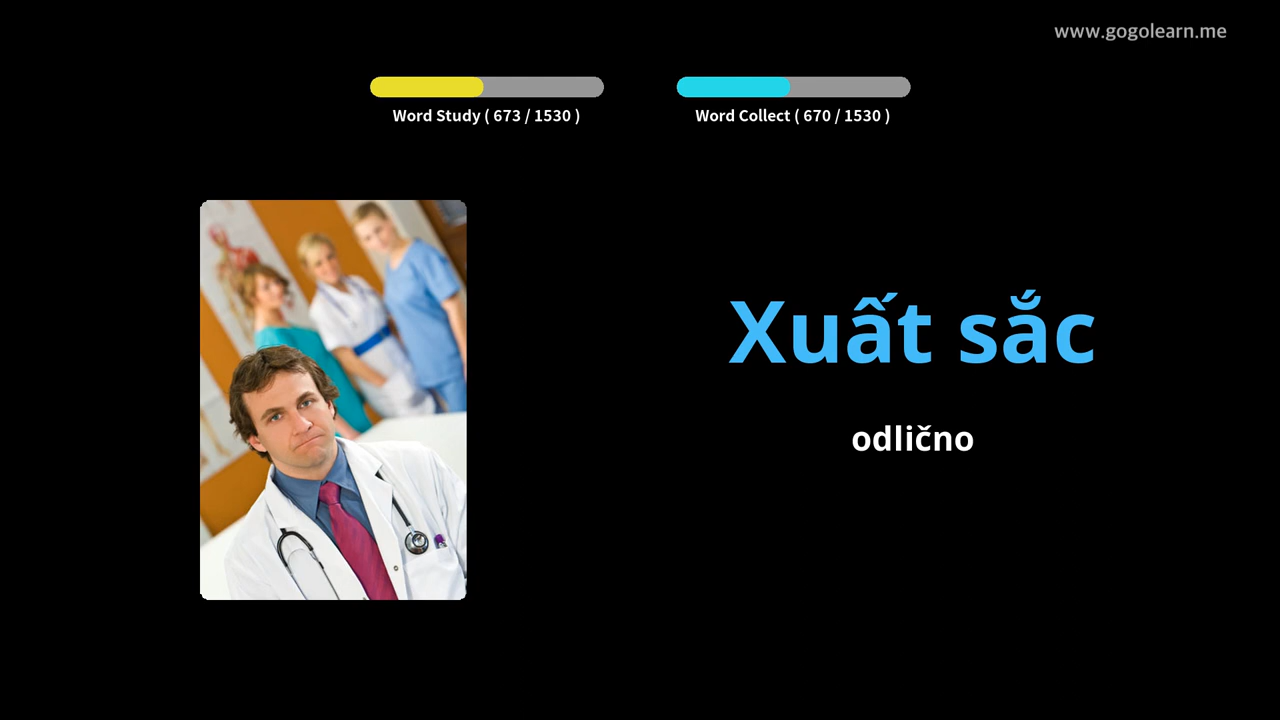 www.gogolearn.me
Word Study ( 673 / 1530 )
Word Collect ( 670 / 1530 )
Xuất sắc
odlično